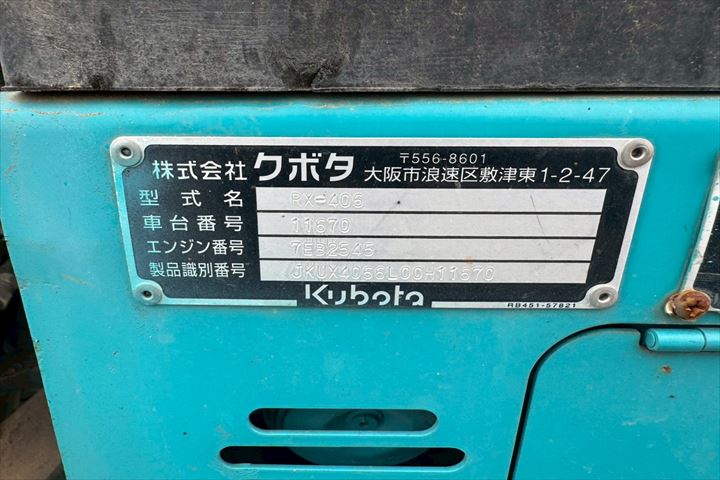 株式会社 クボタ 〒556-8601
大阪市浪速区敷津東1-2-47
型式名 RX-406
車台番号 11670
エンジン番号 7EB2545
製品識別番号
Kubota
RB451-57821